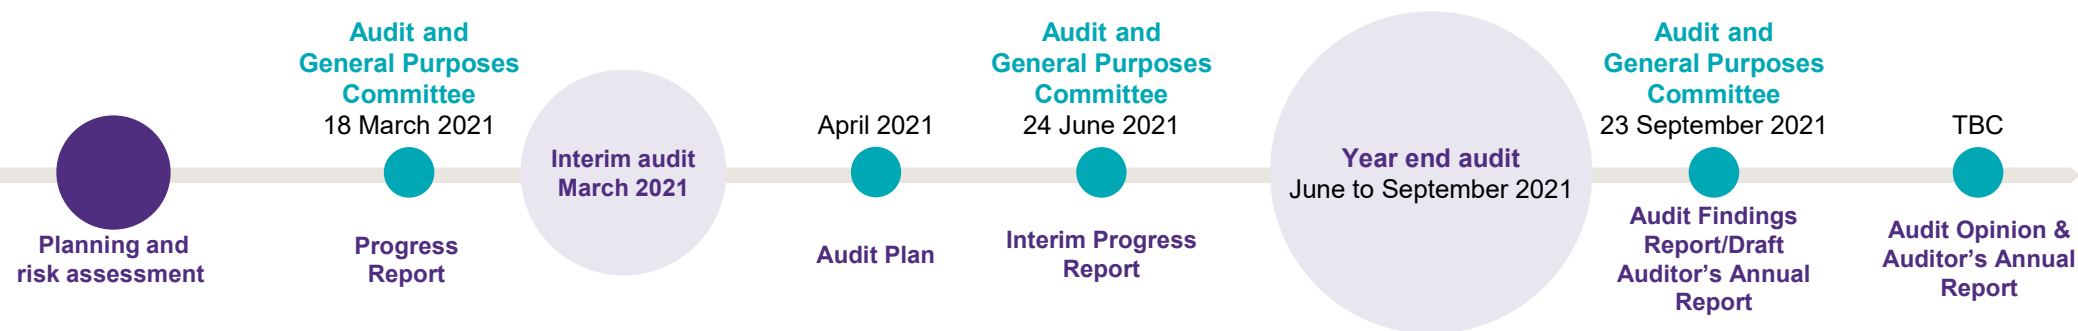 Planning and
risk assessment
Audit and
General Purposes
Committee
18 March 2021
Progress
Report
Interim audit
March 2021
April 2021
Audit Plan
Audit and
General Purposes
Committee
24 June 2021
Interim Progress
Report
Year end audit
June to September 2021
Audit and
General Purposes
Committee
23 September 2021
Audit Findings
Report/Draft
Auditor’s Annual
Report
TBC
Audit Opinion &
Auditor’s Annual
Report